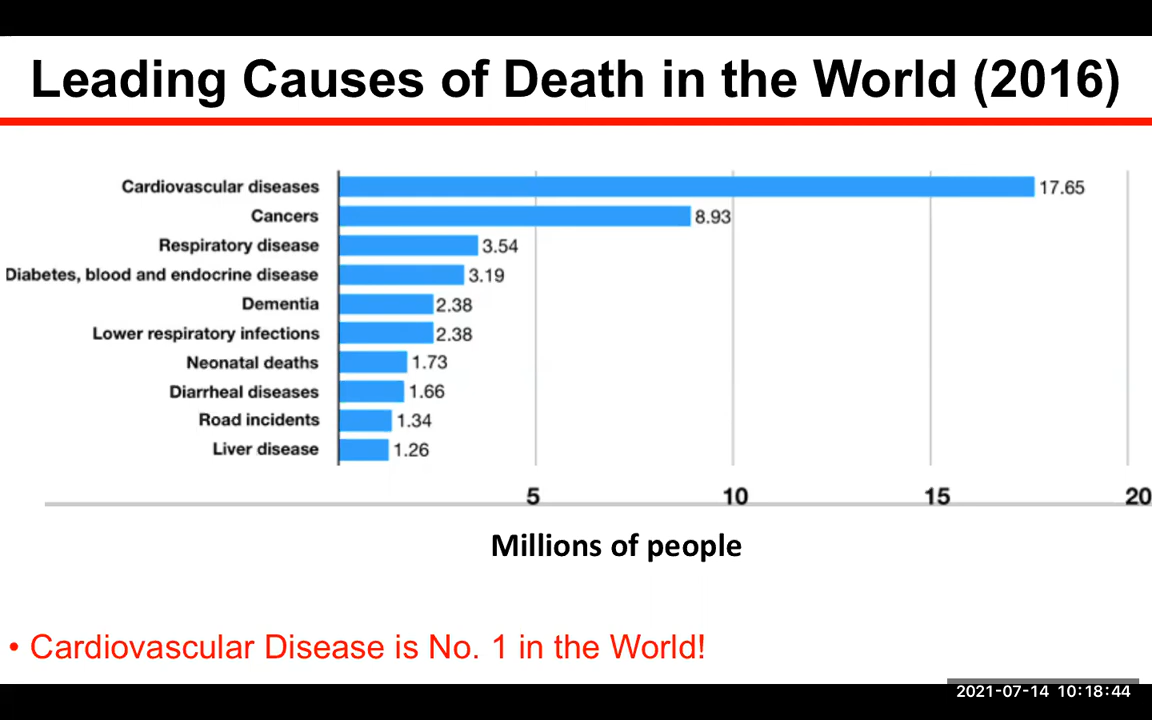 Leading Causes of Death in the World (2016)
Cardiovascular diseases 17.65
Cancers 8.93
Respiratory disease 3.54
Diabetes, blood and endocrine disease 3.19
Dementia 2.38
Lower respiratory infections 2.38
Neonatal deaths 1.73
Diarrheal diseases 1.66
Road incidents 1.34
Liver disease 1.26
5 10 15 20
Millions of people
• Cardiovascular Disease is No. 1 in the World!
2021-07-14 10:18:44